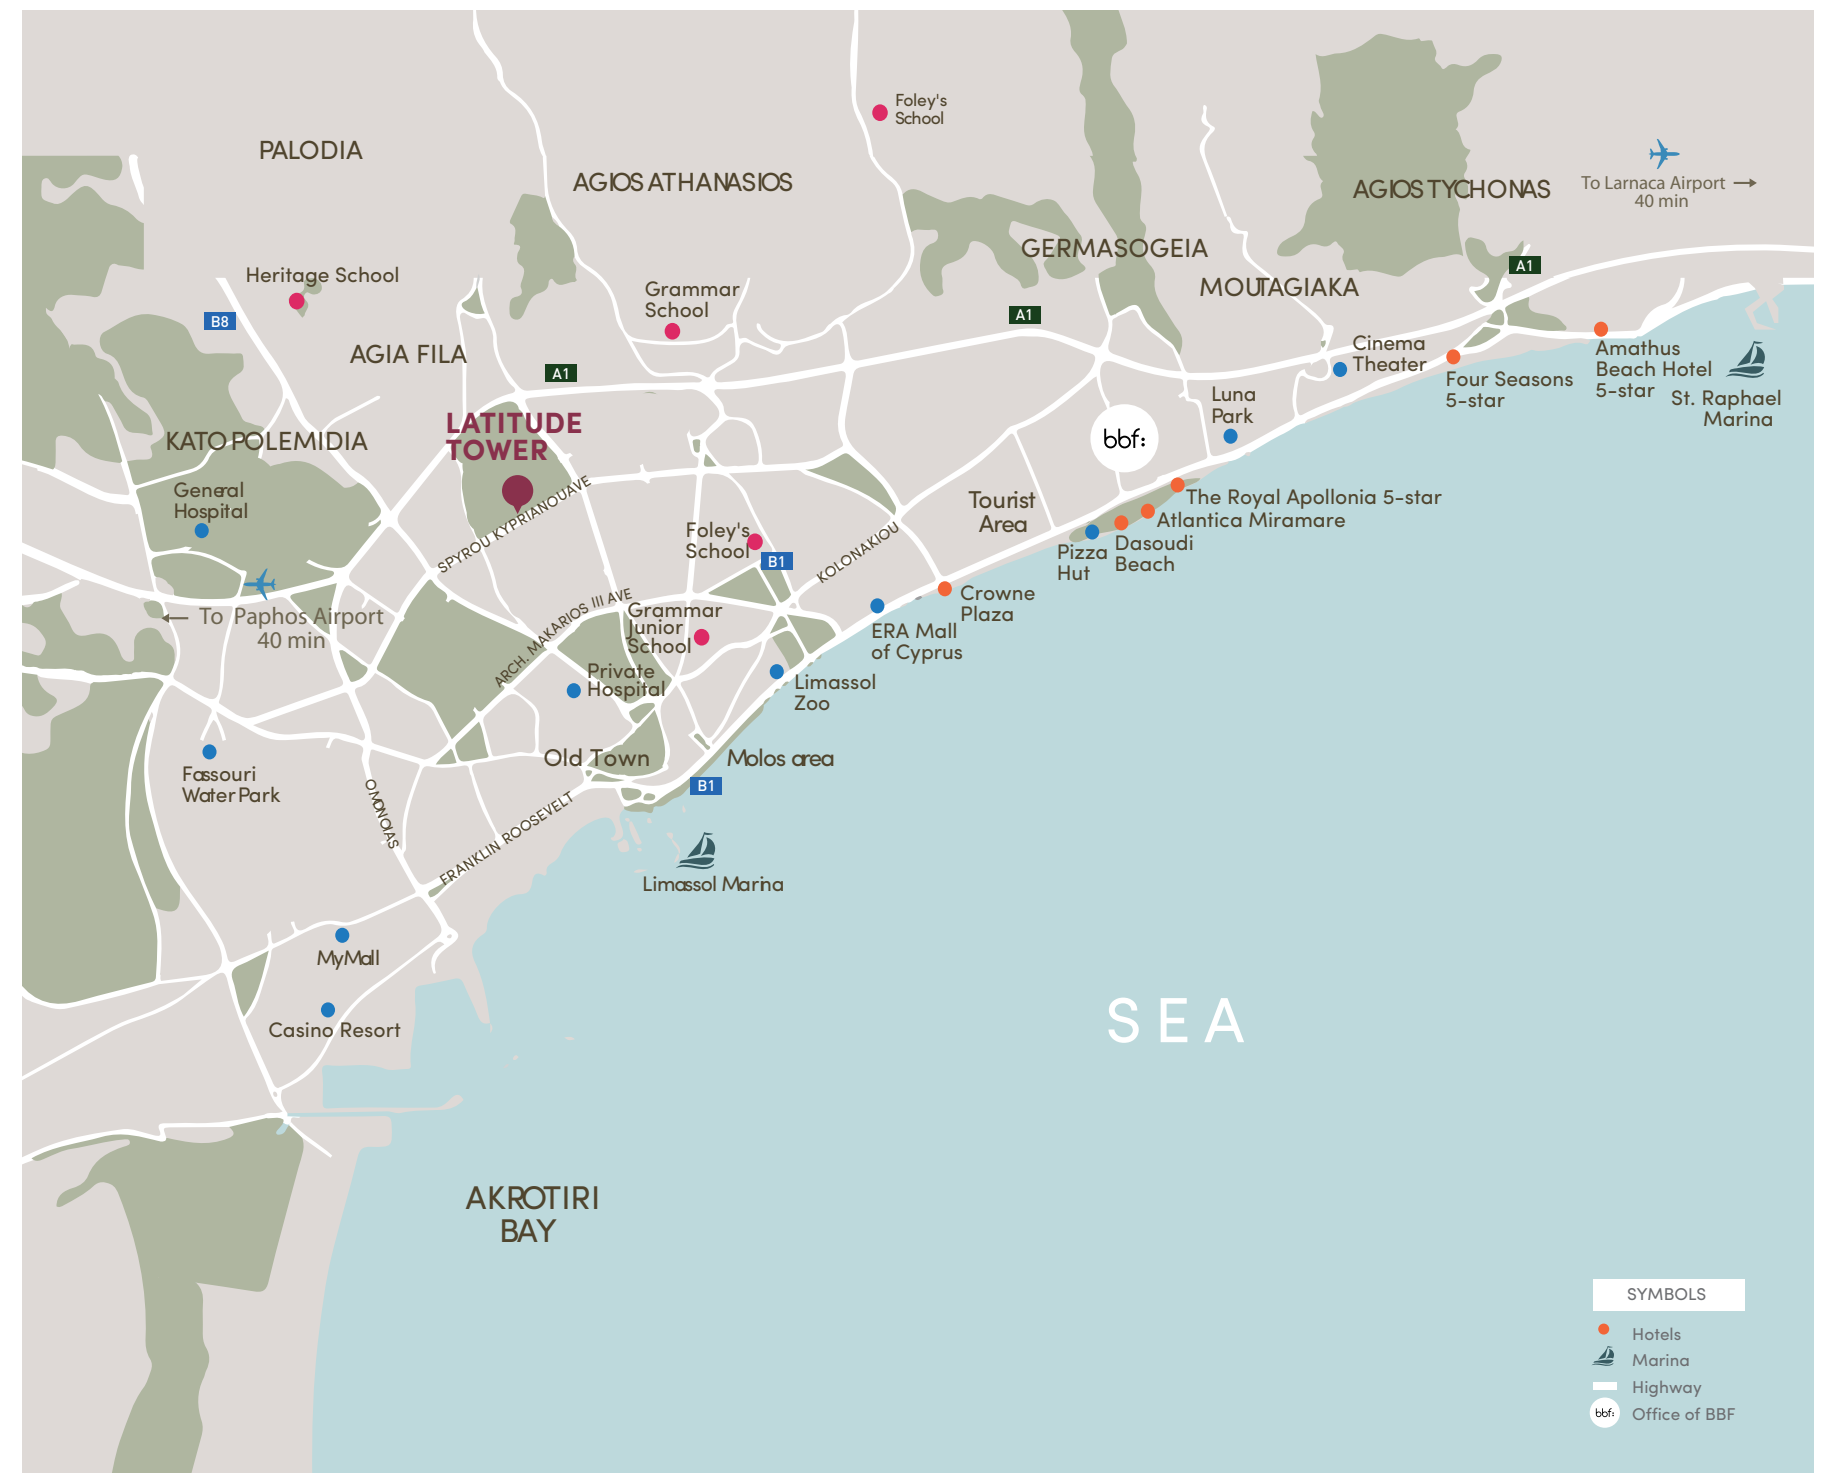 Foley's
School
PALODIA
AGIOS ATHANASIOS
AGIOS TYCHONAS
To Larnaca Airport
40 min
GERMASOGEIA
Heritage School
A1
MOUTAGIAKA
Grammar
School
B8
A1
AGIA FILA
A1
Cinema
Theater
Amathus
Beach Hotel
5-star
Four Seasons
5-star
St. Raphael
Marina
Luna
Park
LATITUDE
TOWER
bbf:
KATO POLEMIDIA
General
Hospital
SPYROU KYPRIANOU AVE
Tourist
Area
The Royal Apollonia 5-star
Atlantica Miramare
Dasoudi
Beach
Pizza
Hut
Foley's
School
B1
KOLONAKIOU
Crowne
Plaza
ERA Mall
of Cyprus
ARCH. MAKARIOS III AVE
Grammar
Junior
School
To Paphos Airport
40 min
Private
Hospital
Limassol
Zoo
Old Town
Molos area
B1
Fassouri
Water Park
OMONOIAS
FRANKLIN ROOSEVELT
Limassol Marina
My Mall
Casino Resort
SEA
AKROTIRI
BAY
SYMBOLS
Hotels
Marina
Highway
bbf: Office of BBF